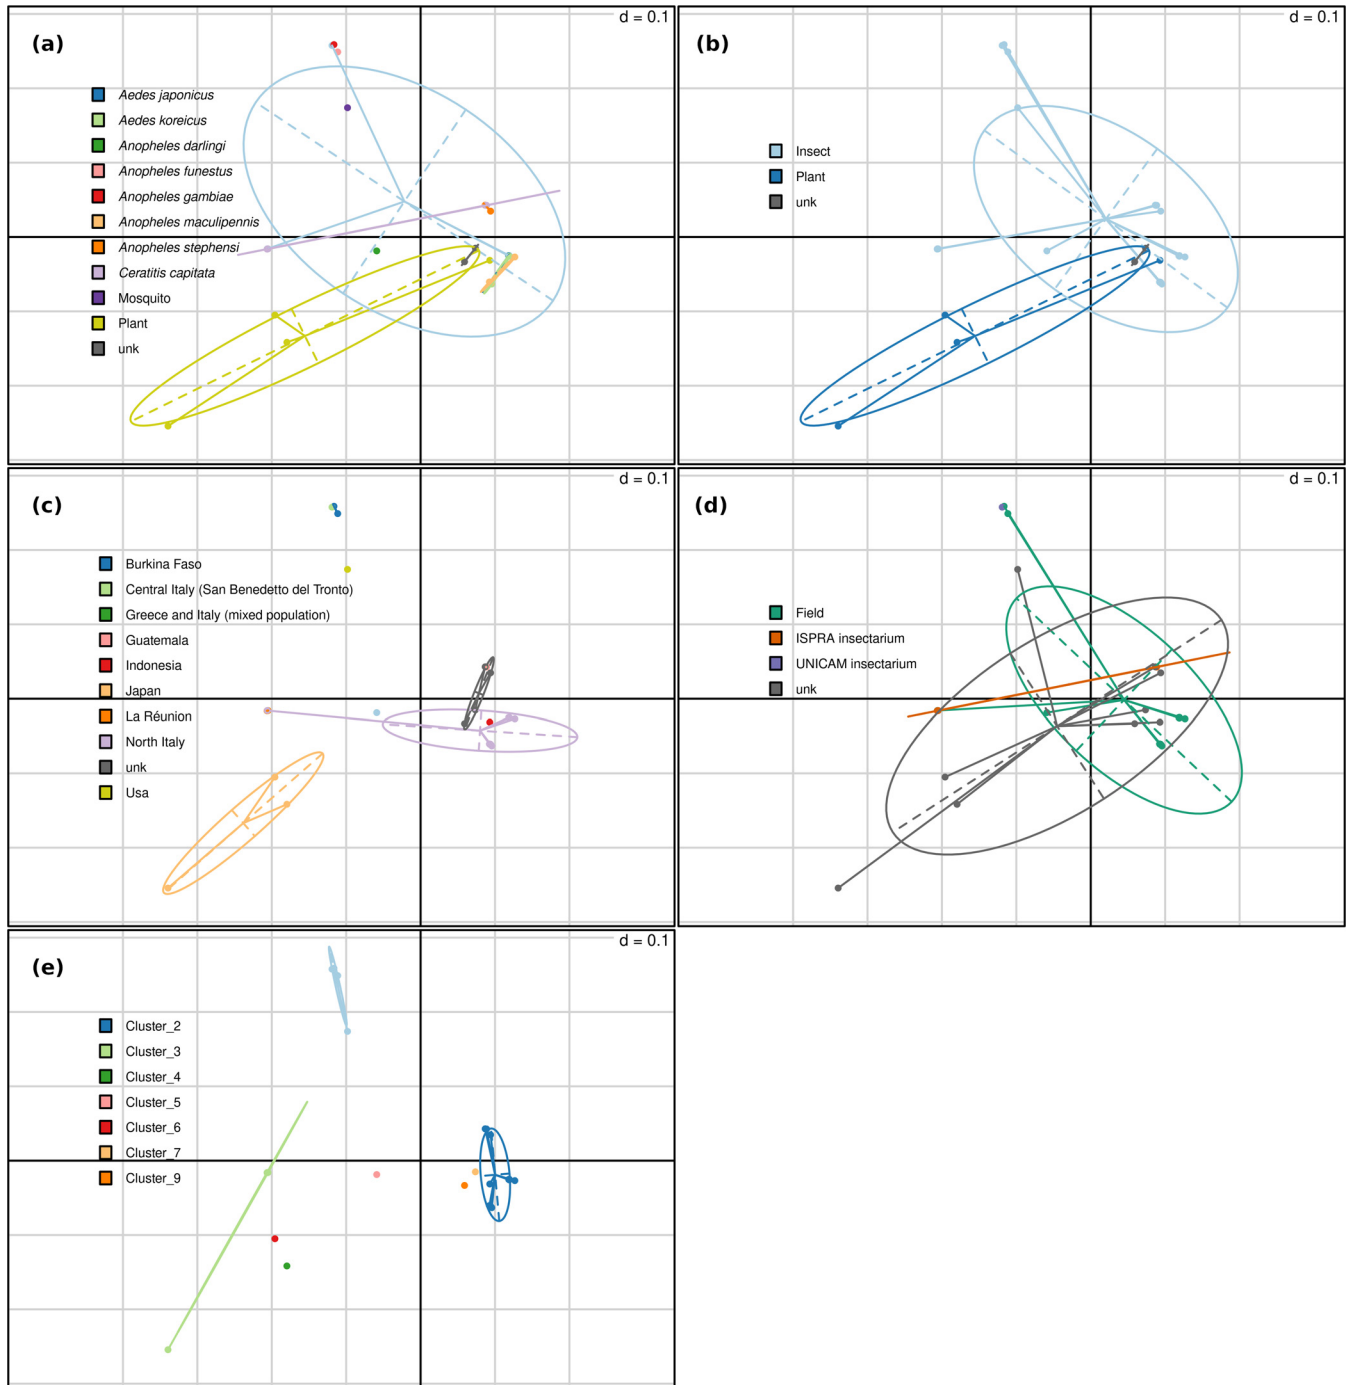 (a)
d = 0.1
Aedes japonicus
Aedes koreicus
Anopheles darlingi
Anopheles funestus
Anopheles gambiae
Anopheles maculipennis
Anopheles stephensi
Ceratitis capitata
Mosquito
Plant
unk
(b)
d = 0.1
Insect
Plant
unk
(c)
d = 0.1
Burkina Faso
Central Italy (San Benedetto del Tronto)
Greece and Italy (mixed population)
Guatemala
Indonesia
Japan
La Réunion
North Italy
unk
Usa
(d)
d = 0.1
Field
ISPRA insectarium
UNICAM insectarium
unk
(e)
d = 0.1
Cluster_2
Cluster_3
Cluster_4
Cluster_5
Cluster_6
Cluster_7
Cluster_9